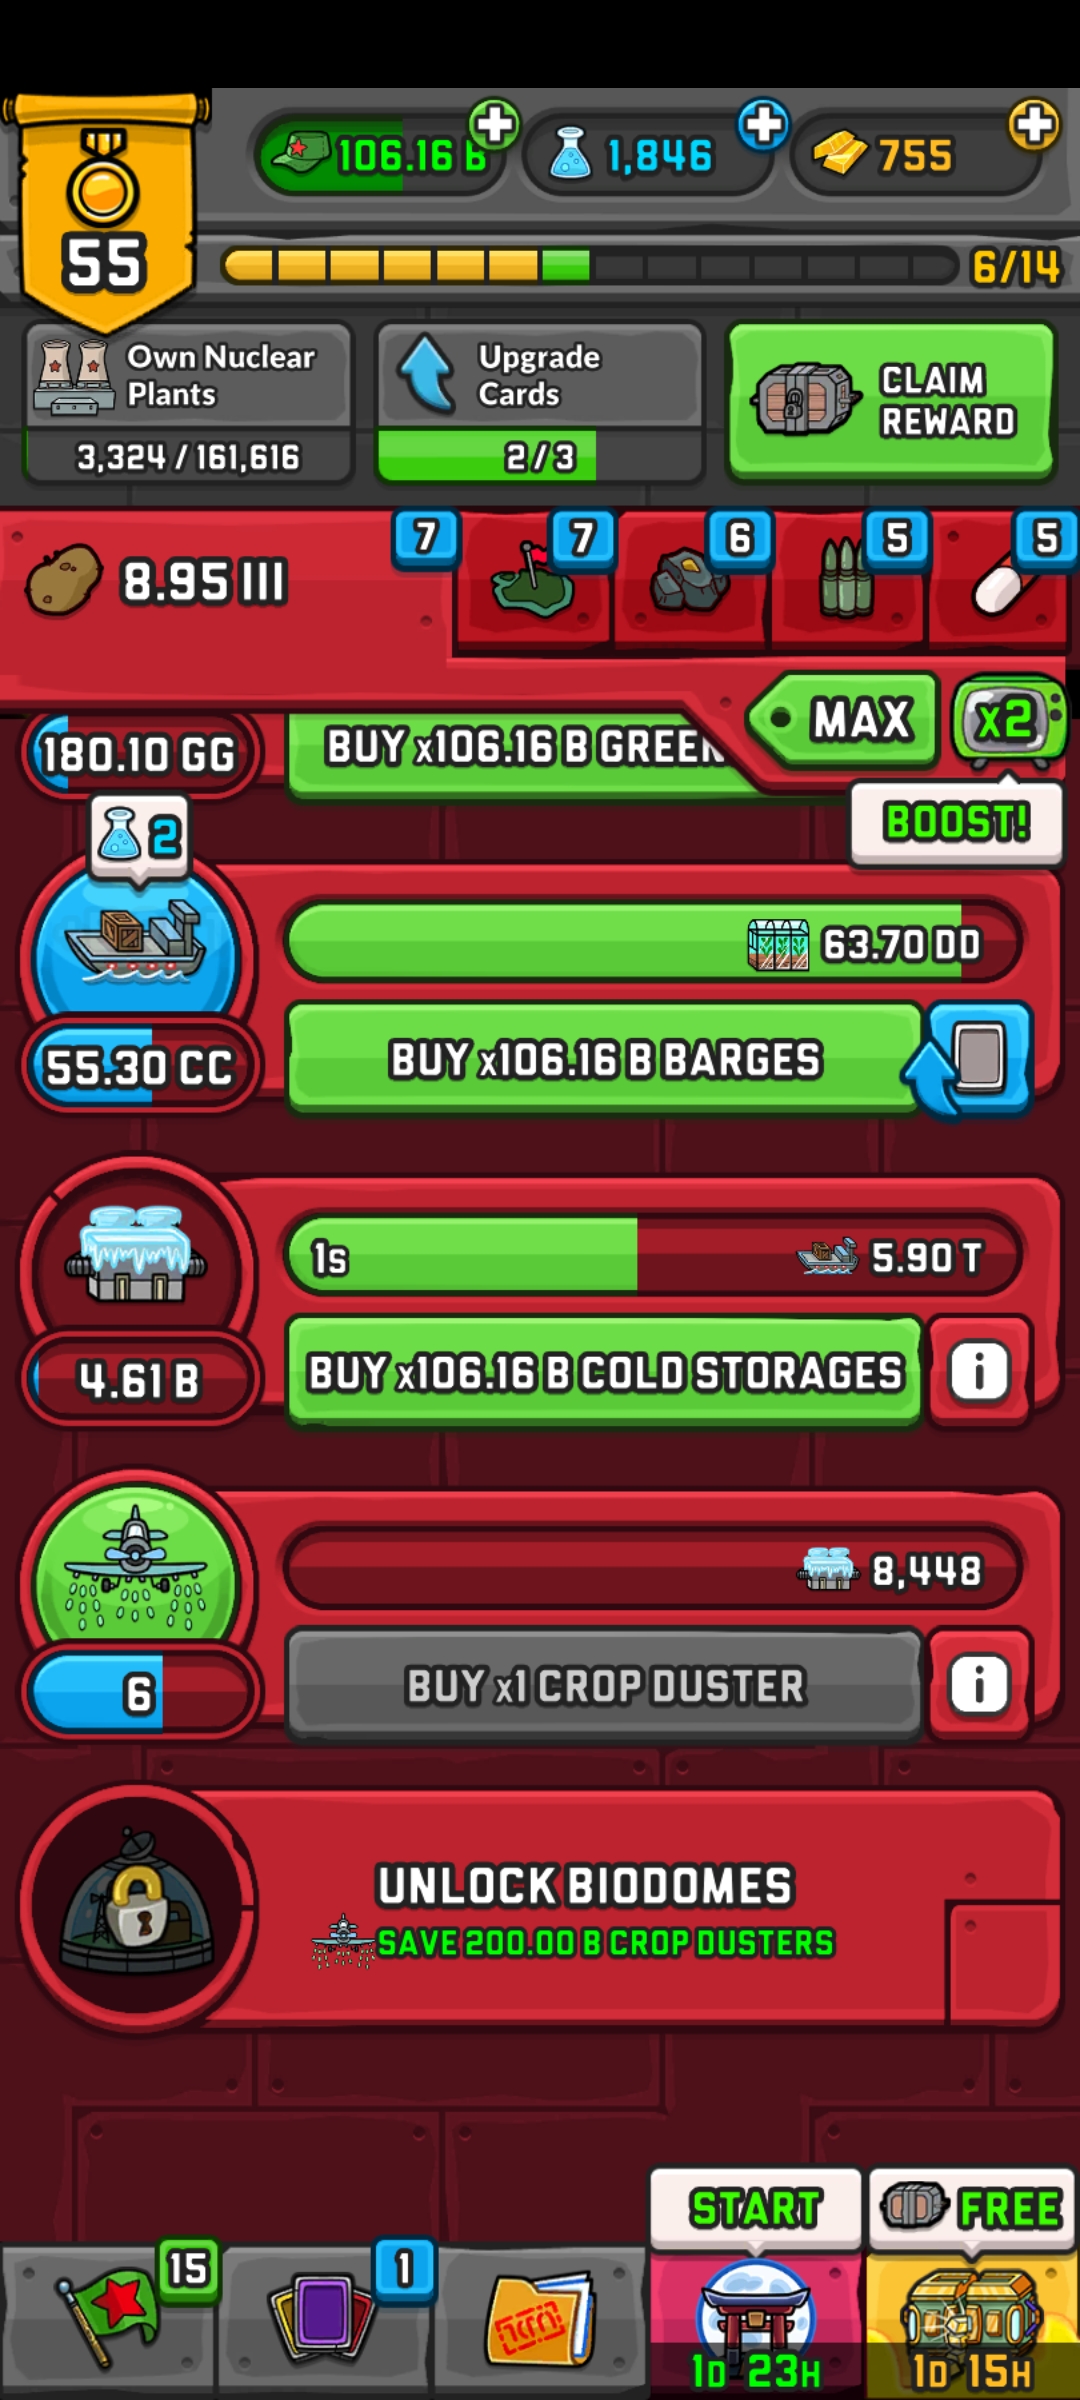 106.16 B
1,846
755
55
6/14
Own Nuclear
Plants
3,324 / 161,616
Upgrade
Cards
2 / 3
CLAIM
REWARD
8.95 III
7
7
6
5
5
MAX
x2
BOOST!
180.10 GG
BUY x106.16 B GREEN
2
63.70 DD
55.30 CC
BUY x106.16 B BARGES
1s
5.90 T
4.61 B
BUY x106.16 B COLD STORAGES
i
8,448
6
BUY x1 CROP DUSTER
i
UNLOCK BIODOMES
SAVE 200.00 B CROP DUSTERS
START
FREE
15
1
1D 23H
1D 15H